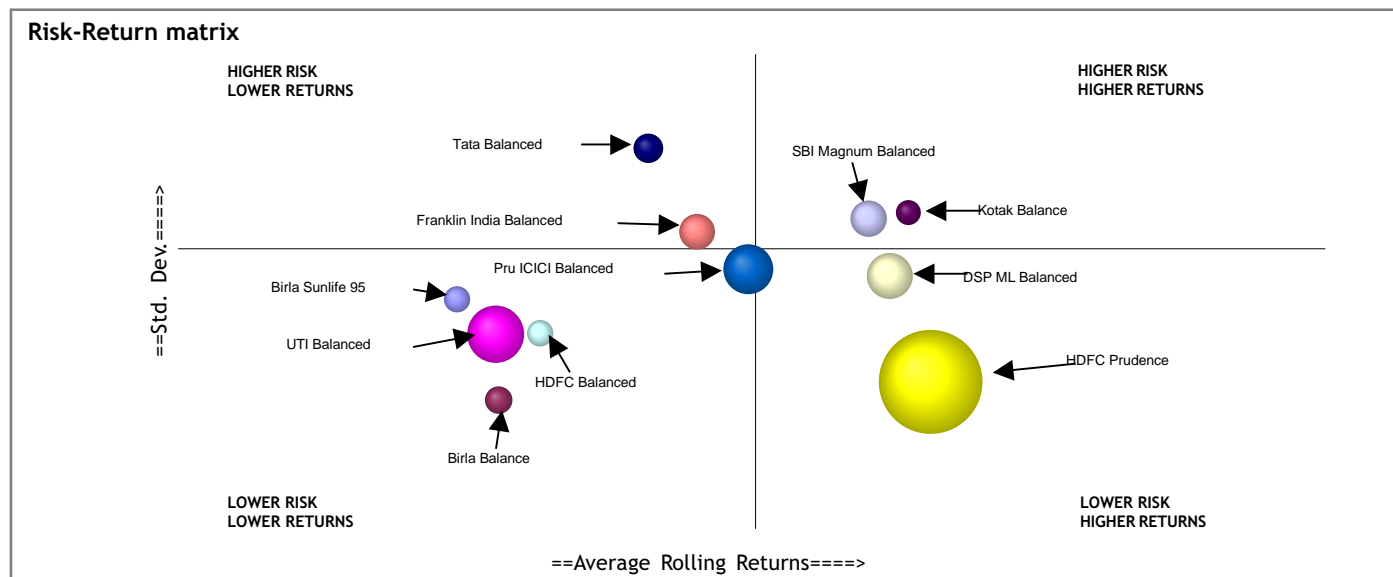 Risk-Return matrix
HIGHER RISK
LOWER RETURNS
HIGHER RISK
HIGHER RETURNS
Tata Balanced
SBI Magnum Balanced
Franklin India Balanced
Kotak Balance
Pru ICICI Balanced
DSP ML Balanced
Birla Sunlife 95
UTI Balanced
HDFC Balanced
HDFC Prudence
Birla Balance
==Std. Dev.=====>
LOWER RISK
LOWER RETURNS
LOWER RISK
HIGHER RETURNS
==Average Rolling Returns====>